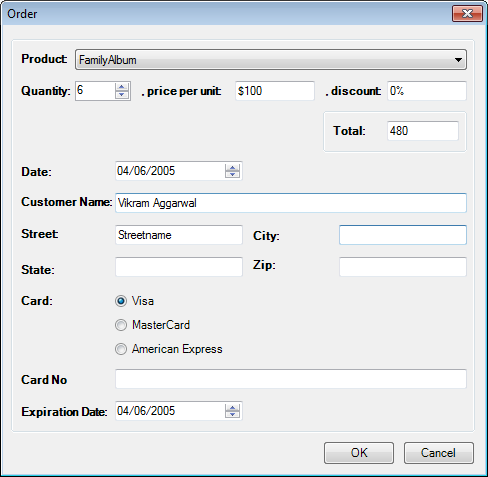 Order
Product: FamilyAlbum
Quantity: 6 , price per unit: $100 , discount: 0%
Total: 480
Date: 04/06/2005
Customer Name: Vikram Aggarwal
Street: Streetname City:
State: Zip:
Card: Visa
MasterCard
American Express
Card No
Expiration Date: 04/06/2005
OK Cancel